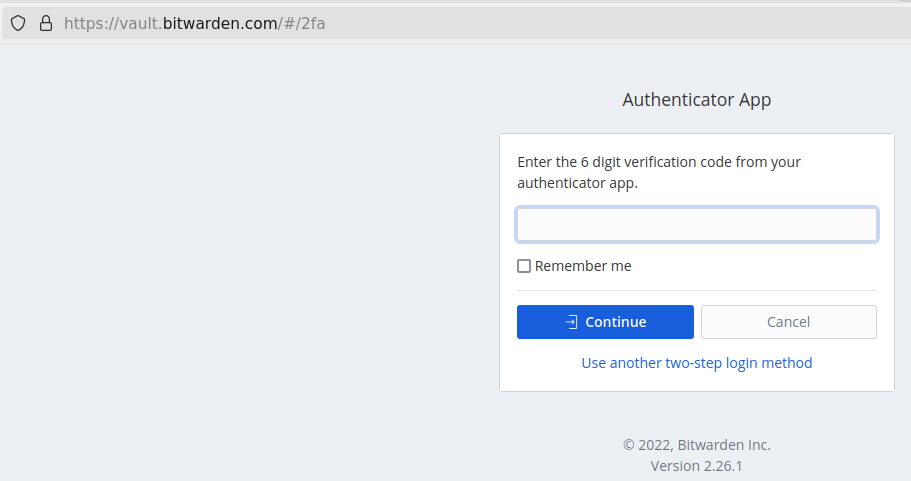 https://vault.bitwarden.com/#/2fa
Authenticator App
Enter the 6 digit verification code from your
authenticator app.
Remember me
Continue
Cancel
Use another two-step login method
© 2022, Bitwarden Inc.
Version 2.26.1